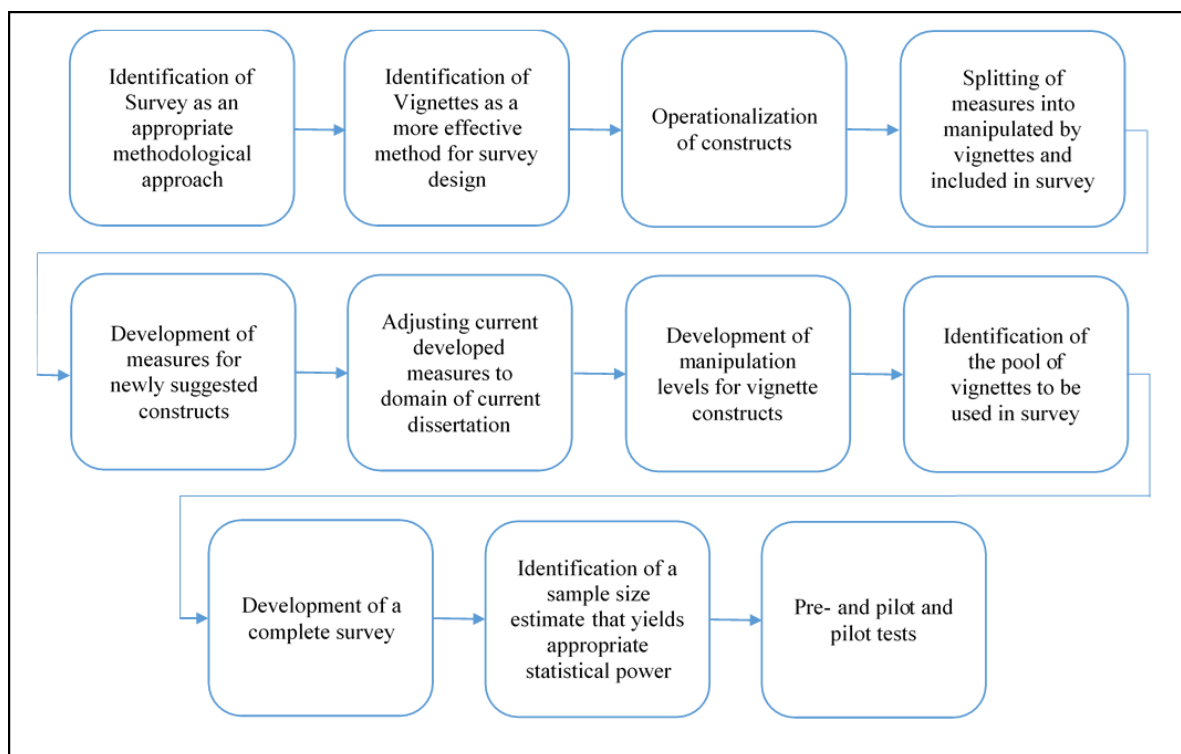 Identification of
Survey as an
appropriate
methodological
approach
Identification of
Vignettes as a
more effective
method for survey
design
Operationalization
of constructs
Splitting of
measures into
manipulated by
vignettes and
included in survey
Development of
measures for
newly suggested
constructs
Adjusting current
developed
measures to
domain of current
dissertation
Development of
manipulation
levels for vignette
constructs
Identification of
the pool of
vignettes to be
used in survey
Development of a
complete survey
Identification of a
sample size
estimate that yields
appropriate
statistical power
Pre- and pilot and
pilot tests